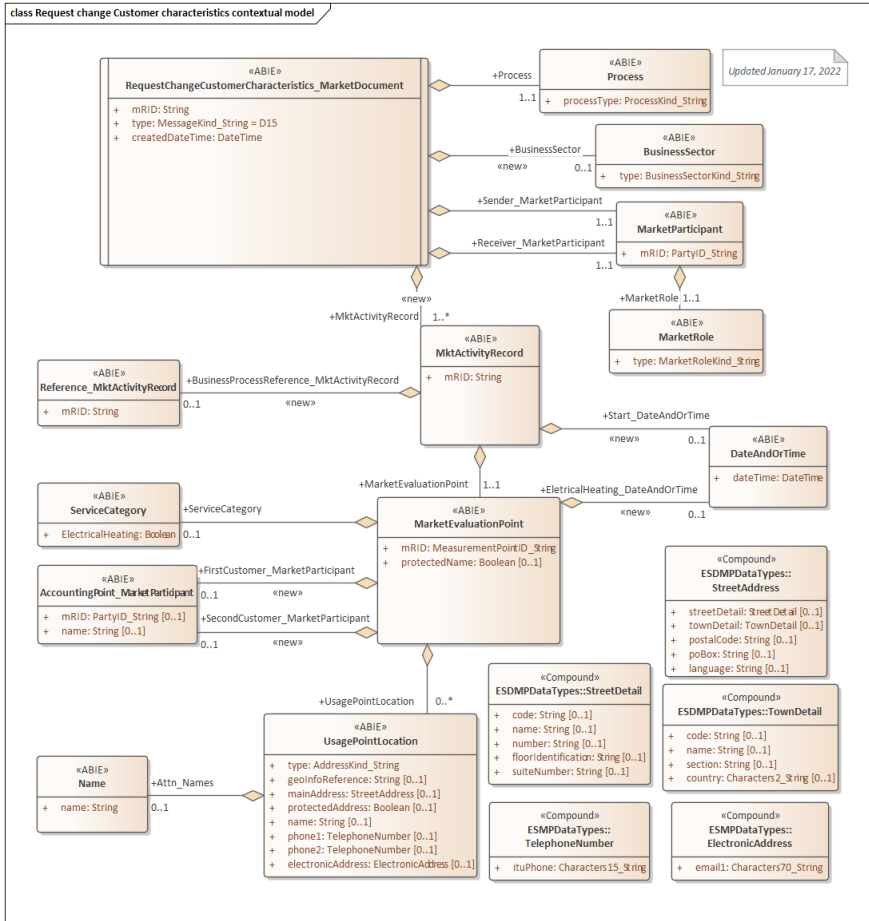 class Request change Customer characteristics contextual model
«ABIE»
RequestChangeCustomerCharacteristics_MarketDocument
+ mRID: String
+ type: MessageKind_String = D15
+ createdDateTime: DateTime
+Process
1..1
«ABIE»
Process
+ processType: ProcessKind_String
Updated January 17, 2022
+BusinessSector
«new»
0..1
«ABIE»
BusinessSector
+ type: BusinessSectorKind_String
+Sender_MarketParticipant
1..1
+Receiver_MarketParticipant
1..1
«ABIE»
MarketParticipant
+ mRID: PartyID_String
+MarketRole
1..1
«ABIE»
MarketRole
+ type: MarketRoleKind_String
«new»
+MktActivityRecord
1..*
«ABIE»
MktActivityRecord
+ mRID: String
«ABIE»
Reference_MktActivityRecord
+ mRID: String
+BusinessProcessReference_MktActivityRecord
0..1
«new»
+Start_DateAndOrTime
«new»
0..1
«ABIE»
DateAndOrTime
+ dateTime: DateTime
+MarketEvaluationPoint
1..1
+EletricalHeating_DateAndOrTime
«new»
0..1
«ABIE»
ServiceCategory
+ ElectricalHeating: Boolean
+ServiceCategory
0..1
«ABIE»
MarketEvaluationPoint
+ mRID: MeasurementPointID_String
+ protectedName: Boolean [0..1]
«ABIE»
AccountingPoint_MarketParticipant
+ mRID: PartyID_String [0..1]
+ name: String [0..1]
+FirstCustomer_MarketParticipant
0..1
«new»
+SecondCustomer_MarketParticipant
0..1
«new»
«Compound»
ESDMPDataTypes::
StreetAddress
+ streetDetail: StreetDetail [0..1]
+ townDetail: TownDetail [0..1]
+ postalCode: String [0..1]
+ poBox: String [0..1]
+ language: String [0..1]
+UsagePointLocation
0..*
«Compound»
ESDMPDataTypes::StreetDetail
+ code: String [0..1]
+ name: String [0..1]
+ number: String [0..1]
+ floorIdentification: String [0..1]
+ suiteNumber: String [0..1]
«Compound»
ESDMPDataTypes::TownDetail
+ code: String [0..1]
+ name: String [0..1]
+ section: String [0..1]
+ country: Characters2_String [0..1]
«ABIE»
UsagePointLocation
+ type: AddressKind_String
+ geoInfoReference: String [0..1]
+ mainAddress: StreetAddress [0..1]
+ protectedAddress: Boolean [0..1]
+ name: String [0..1]
+ phone1: TelephoneNumber [0..1]
+ phone2: TelephoneNumber [0..1]
+ electronicAddress: ElectronicAddress [0..1]
«ABIE»
Name
+ name: String
+Attn_Names
0..1
«Compound»
ESMPDataTypes::
TelephoneNumber
+ ituPhone: Characters15_String
«Compound»
ESMPDataTypes::
ElectronicAddress
+ email1: Characters70_String